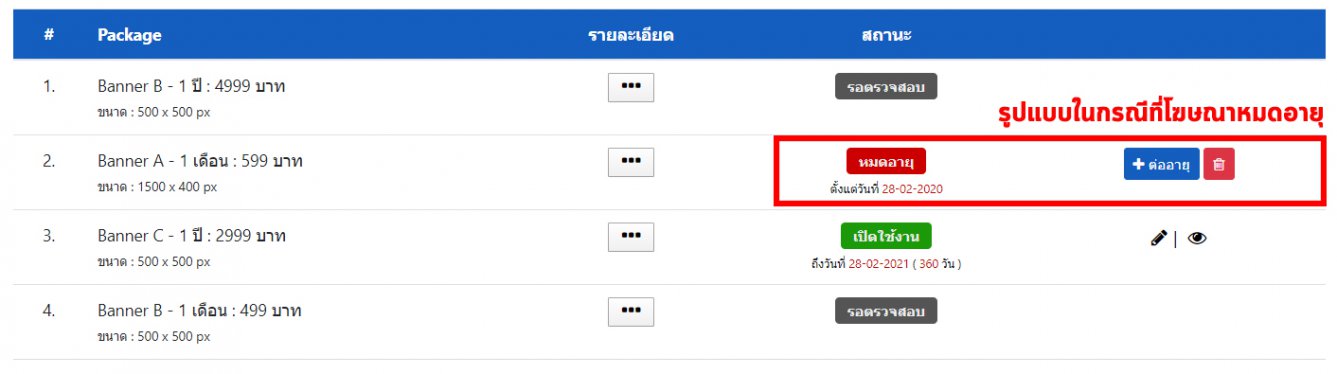 # Package รายละเอียด สถานะ
1. Banner B - 1 ปี : 4999 บาท ••• รอตรวจสอบ
ขนาด : 500 x 500 px
รูปแบบในกรณีที่โฆษณาหมดอายุ
2. Banner A - 1 เดือน : 599 บาท ••• หมดอายุ + ต่ออายุ
ขนาด : 1500 x 400 px ตั้งแต่วันที่ 28-02-2020
3. Banner C - 1 ปี : 2999 บาท ••• เปิดใช้งาน |
ขนาด : 500 x 500 px ถึงวันที่ 28-02-2021 ( 360 วัน )
4. Banner B - 1 เดือน : 499 บาท ••• รอตรวจสอบ
ขนาด : 500 x 500 px